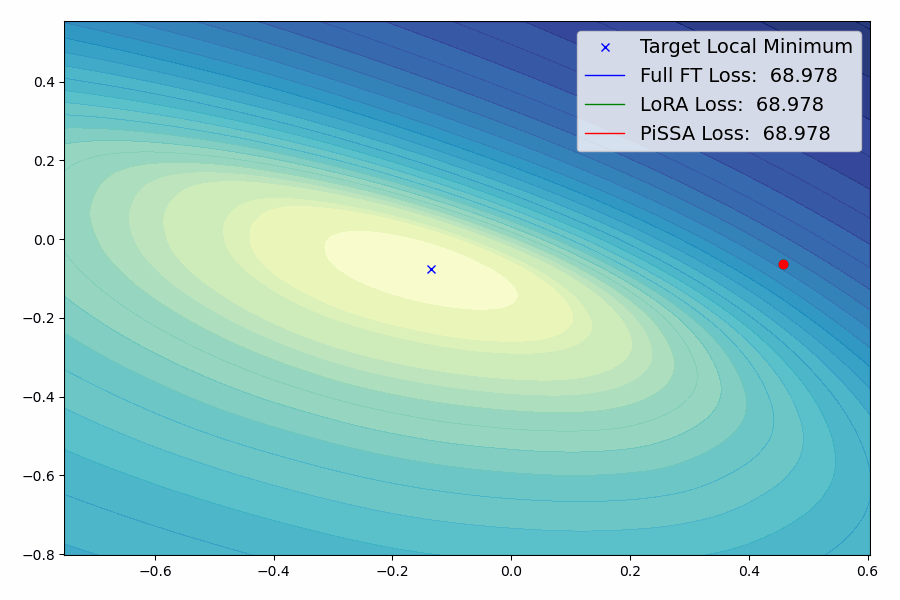 Target Local Minimum
Full FT Loss:  68.978
LoRA Loss:  68.978
PiSSA Loss:  68.978
0.4
0.2
0.0
−0.2
−0.4
−0.6
−0.8
−0.6 −0.4 −0.2 0.0 0.2 0.4 0.6